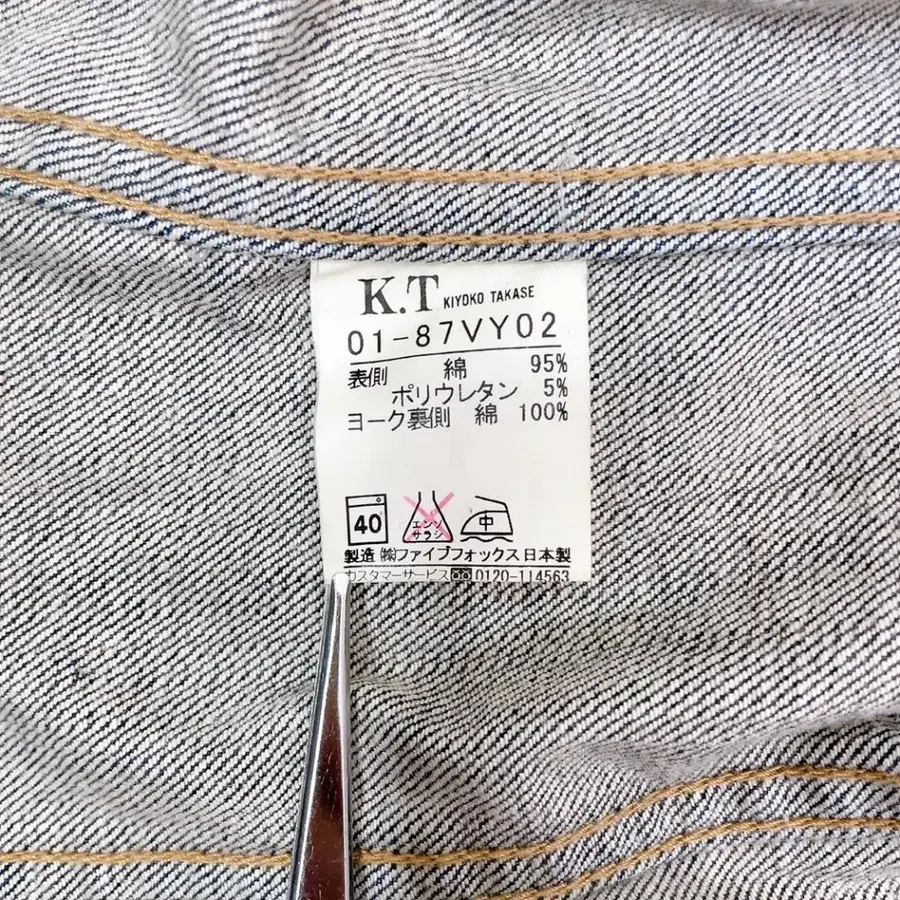 K.T KIYOKO TAKASE
01-87VY02
表側 綿 95%
ポリウレタン 5%
ヨーク裏側 綿 100%
40 エンソ サラシ 中
製造 ㈱ファイブフォックス 日本製
カスタマーサービス 0120-114563